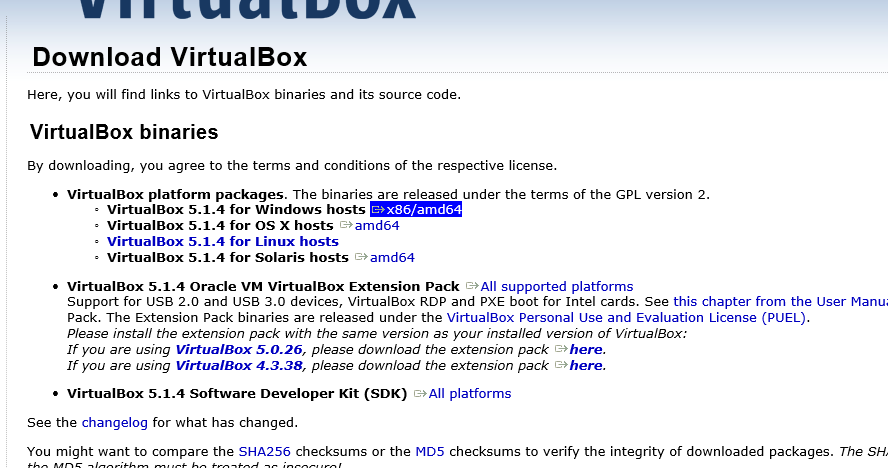 VirtualBox
Download VirtualBox
Here, you will find links to VirtualBox binaries and its source code.
VirtualBox binaries
By downloading, you agree to the terms and conditions of the respective license.
• VirtualBox platform packages. The binaries are released under the terms of the GPL version 2.
◦ VirtualBox 5.1.4 for Windows hosts x86/amd64
◦ VirtualBox 5.1.4 for OS X hosts amd64
◦ VirtualBox 5.1.4 for Linux hosts
◦ VirtualBox 5.1.4 for Solaris hosts amd64
• VirtualBox 5.1.4 Oracle VM VirtualBox Extension Pack All supported platforms
Support for USB 2.0 and USB 3.0 devices, VirtualBox RDP and PXE boot for Intel cards. See this chapter from the User Manua
Pack. The Extension Pack binaries are released under the VirtualBox Personal Use and Evaluation License (PUEL).
Please install the extension pack with the same version as your installed version of VirtualBox:
If you are using VirtualBox 5.0.26, please download the extension pack here.
If you are using VirtualBox 4.3.38, please download the extension pack here.
• VirtualBox 5.1.4 Software Developer Kit (SDK) All platforms
See the changelog for what has changed.
You might want to compare the SHA256 checksums or the MD5 checksums to verify the integrity of downloaded packages. The SHA
the MD5 algorithm must be treated as insecure!